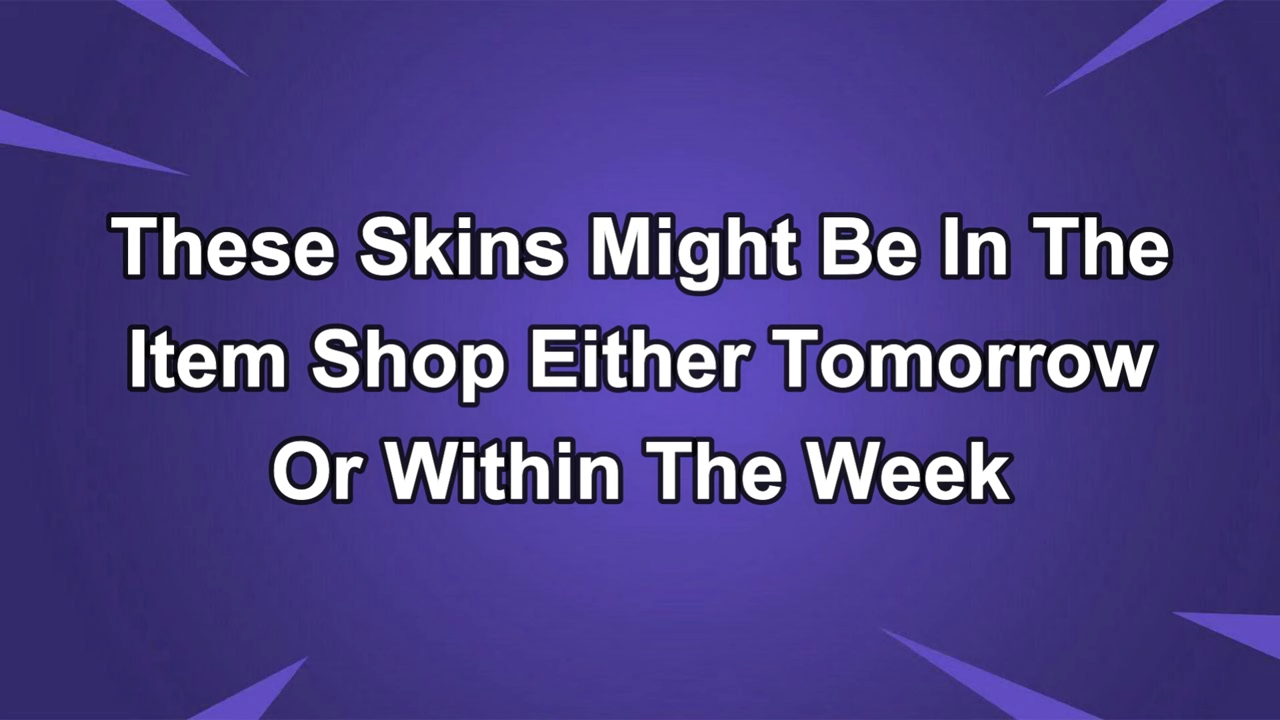 These Skins Might Be In The
Item Shop Either Tomorrow
Or Within The Week